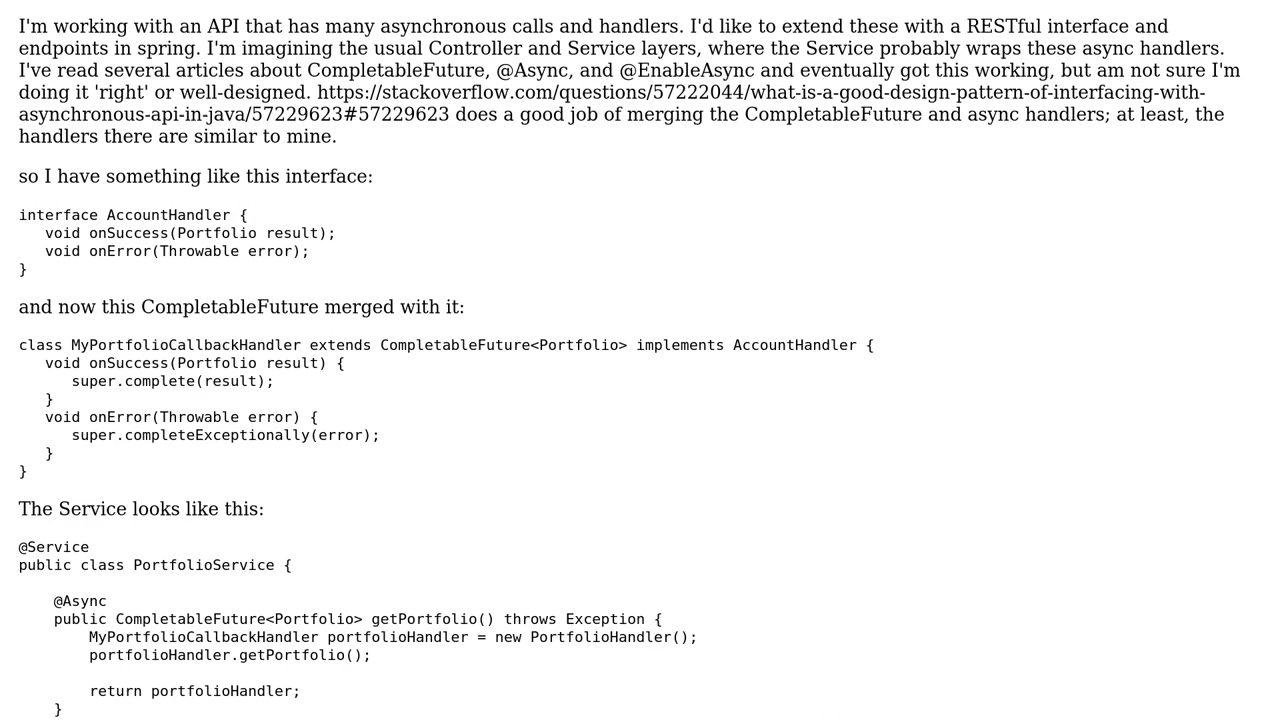 I'm working with an API that has many asynchronous calls and handlers. I'd like to extend these with a RESTful interface and
endpoints in spring. I'm imagining the usual Controller and Service layers, where the Service probably wraps these async handlers.
I've read several articles about CompletableFuture, @Async, and @EnableAsync and eventually got this working, but am not sure I'm
doing it 'right' or well-designed. https://stackoverflow.com/questions/57222044/what-is-a-good-design-pattern-of-interfacing-with-
asynchronous-api-in-java/57229623#57229623 does a good job of merging the CompletableFuture and async handlers; at least, the
handlers there are similar to mine.
so I have something like this interface:
interface AccountHandler {
   void onSuccess(Portfolio result);
   void onError(Throwable error);
}
and now this CompletableFuture merged with it:
class MyPortfolioCallbackHandler extends CompletableFuture<Portfolio> implements AccountHandler {
   void onSuccess(Portfolio result) {
      super.complete(result);
   }
   void onError(Throwable error) {
      super.completeExceptionally(error);
   }
}
The Service looks like this:
@Service
public class PortfolioService {
    @Async
    public CompletableFuture<Portfolio> getPortfolio() throws Exception {
        MyPortfolioCallbackHandler portfolioHandler = new PortfolioHandler();
        portfolioHandler.getPortfolio();
        return portfolioHandler;
    }